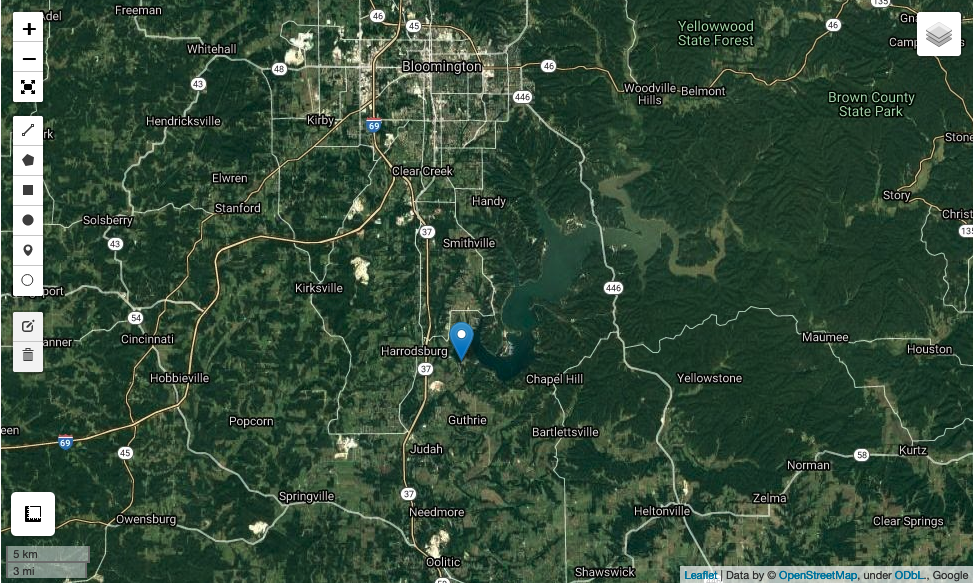 +
−
Adel
Freeman
46
45
135
46
Yellowwood
State Forest
Whitehall
48
Bloomington
46
43
446
Woodville
Hills
Belmont
Brown County
State Park
Hendricksville
Kirby
69
Stone
Clear Creek
Elwren
Stanford
Handy
Story
Christ
Solsberry
43
37
Smithville
135
Kirksville
446
54
Cincinnati
Harrodsburg
37
Maumee
Houston
Hobbieville
Chapel Hill
Yellowstone
Popcorn
Guthrie
Bartlettsville
69
45
Judah
58
Kurtz
Norman
37
Springville
Zelma
Needmore
Heltonville
Owensburg
Clear Springs
5 km
3 mi
Oolitic
Shawswick
Leaflet | Data by © OpenStreetMap, under ODbL., Google